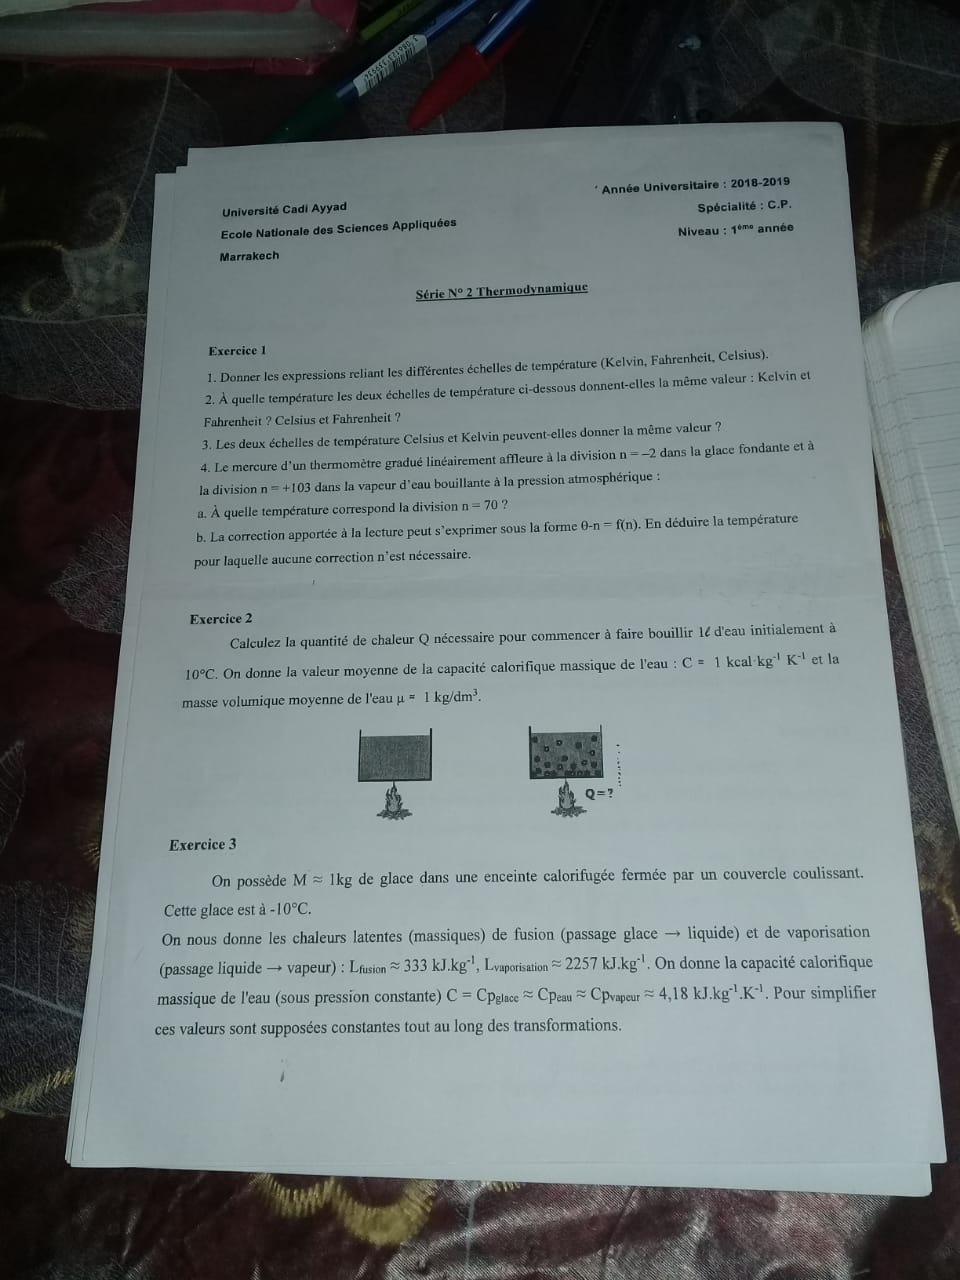 Université Cadi Ayyad
Ecole Nationale des Sciences Appliquées
Marrakech
Année Universitaire : 2018-2019
Spécialité : C.P.
Niveau : 1ème année
Série N° 2 Thermodynamique
Exercice 1
1. Donner les expressions reliant les différentes échelles de température (Kelvin, Fahrenheit, Celsius).
2. À quelle température les deux échelles de température ci-dessous donnent-elles la même valeur : Kelvin et
Fahrenheit ? Celsius et Fahrenheit ?
3. Les deux échelles de température Celsius et Kelvin peuvent-elles donner la même valeur ?
4. Le mercure d'un thermomètre gradué linéairement affleure à la division n = –2 dans la glace fondante et à
la division n = +103 dans la vapeur d'eau bouillante à la pression atmosphérique :
a. À quelle température correspond la division n = 70 ?
b. La correction apportée à la lecture peut s'exprimer sous la forme θ-n = f(n). En déduire la température
pour laquelle aucune correction n'est nécessaire.
Exercice 2
Calculez la quantité de chaleur Q nécessaire pour commencer à faire bouillir 1ℓ d'eau initialement à
10°C. On donne la valeur moyenne de la capacité calorifique massique de l'eau : C = 1 kcal·kg⁻¹ K⁻¹ et la
masse volumique moyenne de l'eau μ = 1 kg/dm³.
Q=?
Exercice 3
On possède M ≈ 1kg de glace dans une enceinte calorifugée fermée par un couvercle coulissant.
Cette glace est à -10°C.
On nous donne les chaleurs latentes (massiques) de fusion (passage glace → liquide) et de vaporisation
(passage liquide → vapeur) : Lfusion ≈ 333 kJ.kg⁻¹, Lvaporisation ≈ 2257 kJ.kg⁻¹. On donne la capacité calorifique
massique de l'eau (sous pression constante) C = Cpglace ≈ Cpeau ≈ Cpvapeur ≈ 4,18 kJ.kg⁻¹.K⁻¹. Pour simplifier
ces valeurs sont supposées constantes tout au long des transformations.